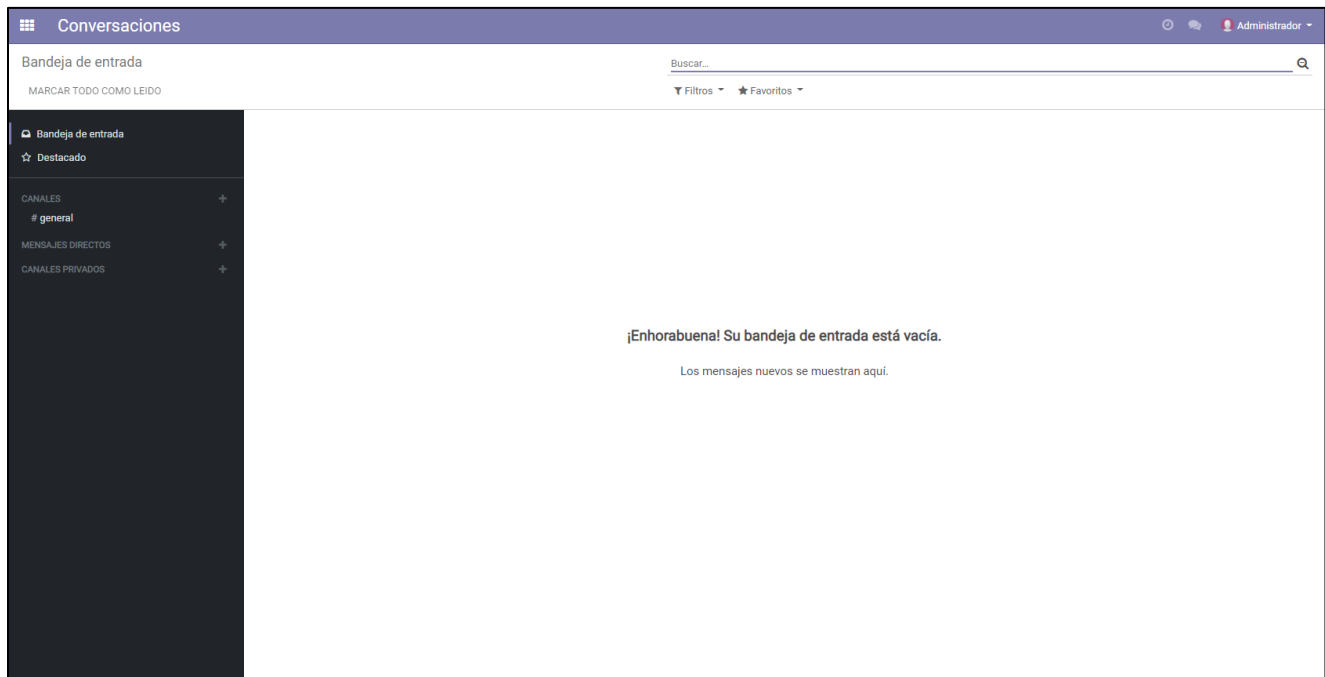 Conversaciones
Administrador
Bandeja de entrada
Buscar...
MARCAR TODO COMO LEIDO
Filtros
Favoritos
Bandeja de entrada
Destacado
CANALES
# general
MENSAJES DIRECTOS
CANALES PRIVADOS
¡Enhorabuena! Su bandeja de entrada está vacía.
Los mensajes nuevos se muestran aquí.